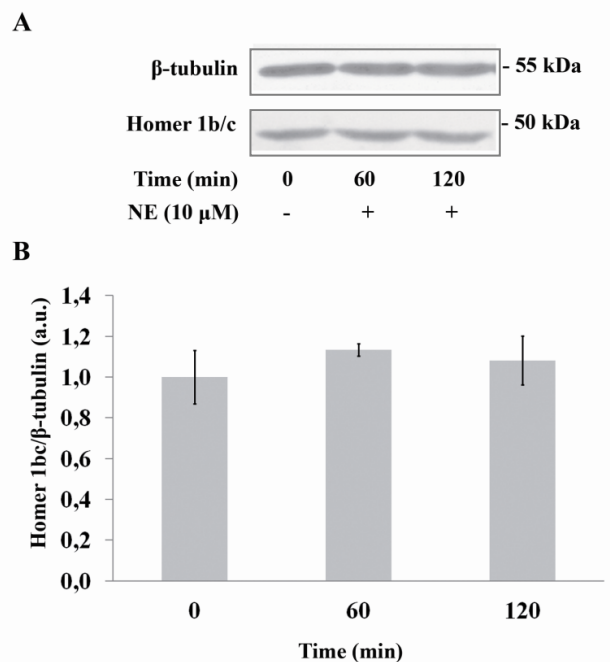 A
β-tubulin - 55 kDa
Homer 1b/c - 50 kDa
Time (min) 0 60 120
NE (10 μM) - + +
B
Homer 1bc/β-tubulin (a.u.)
1,4
1,2
1,0
0,8
0,6
0,4
0,2
0,0
0 60 120
Time (min)